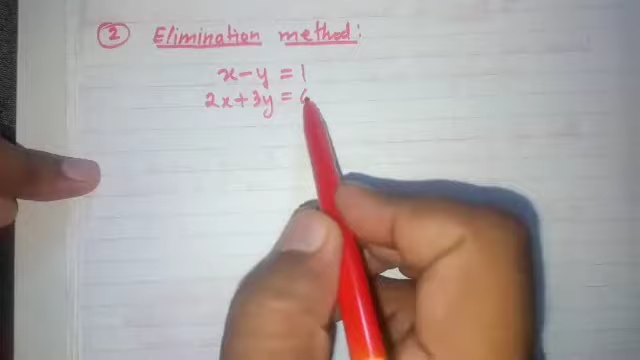 ② Elimination method:
x - y = 1
2x + 3y =